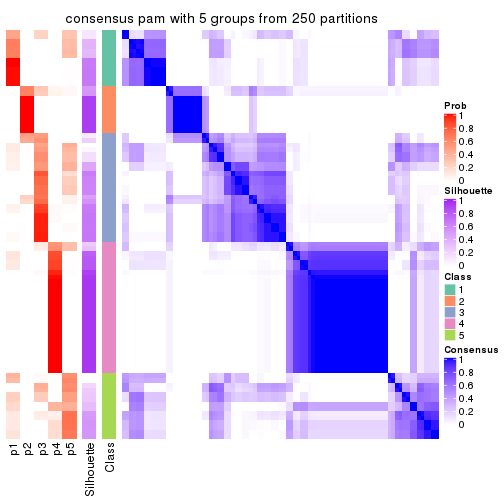 consensus pam with 5 groups from 250 partitions
Prob
1
0.8
0.6
0.4
0.2
0
Silhouette
1
0.8
0.6
0.4
0.2
0
Class
1
2
3
4
5
Consensus
1
0.8
0.6
0.4
0.2
0
p1
p2
p3
p4
p5
Silhouette
Class